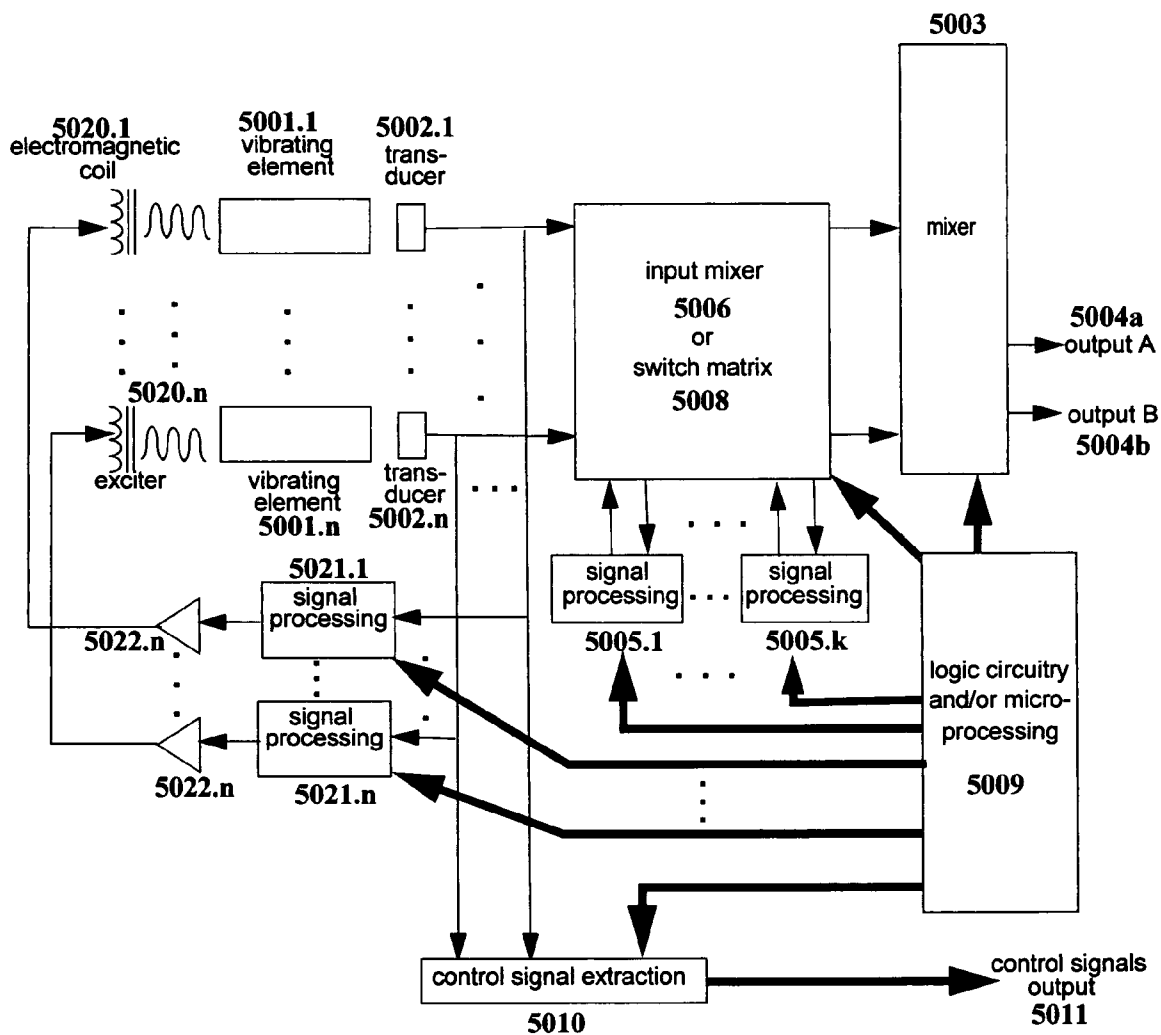 5003
5020.1
electromagnetic
coil
5001.1
vibrating
element
5002.1
trans-
ducer
mixer
input mixer
5006
or
switch matrix
5008
5004a
output A
output B
5004b
5020.n
exciter
vibrating
element
5001.n
trans-
ducer
5002.n
5021.1
signal
processing
5022.n
signal
processing
5005.1
signal
processing
5005.k
signal
processing
5021.n
5022.n
logic circuitry
and/or micro-
processing
5009
control signal extraction
5010
control signals
output
5011